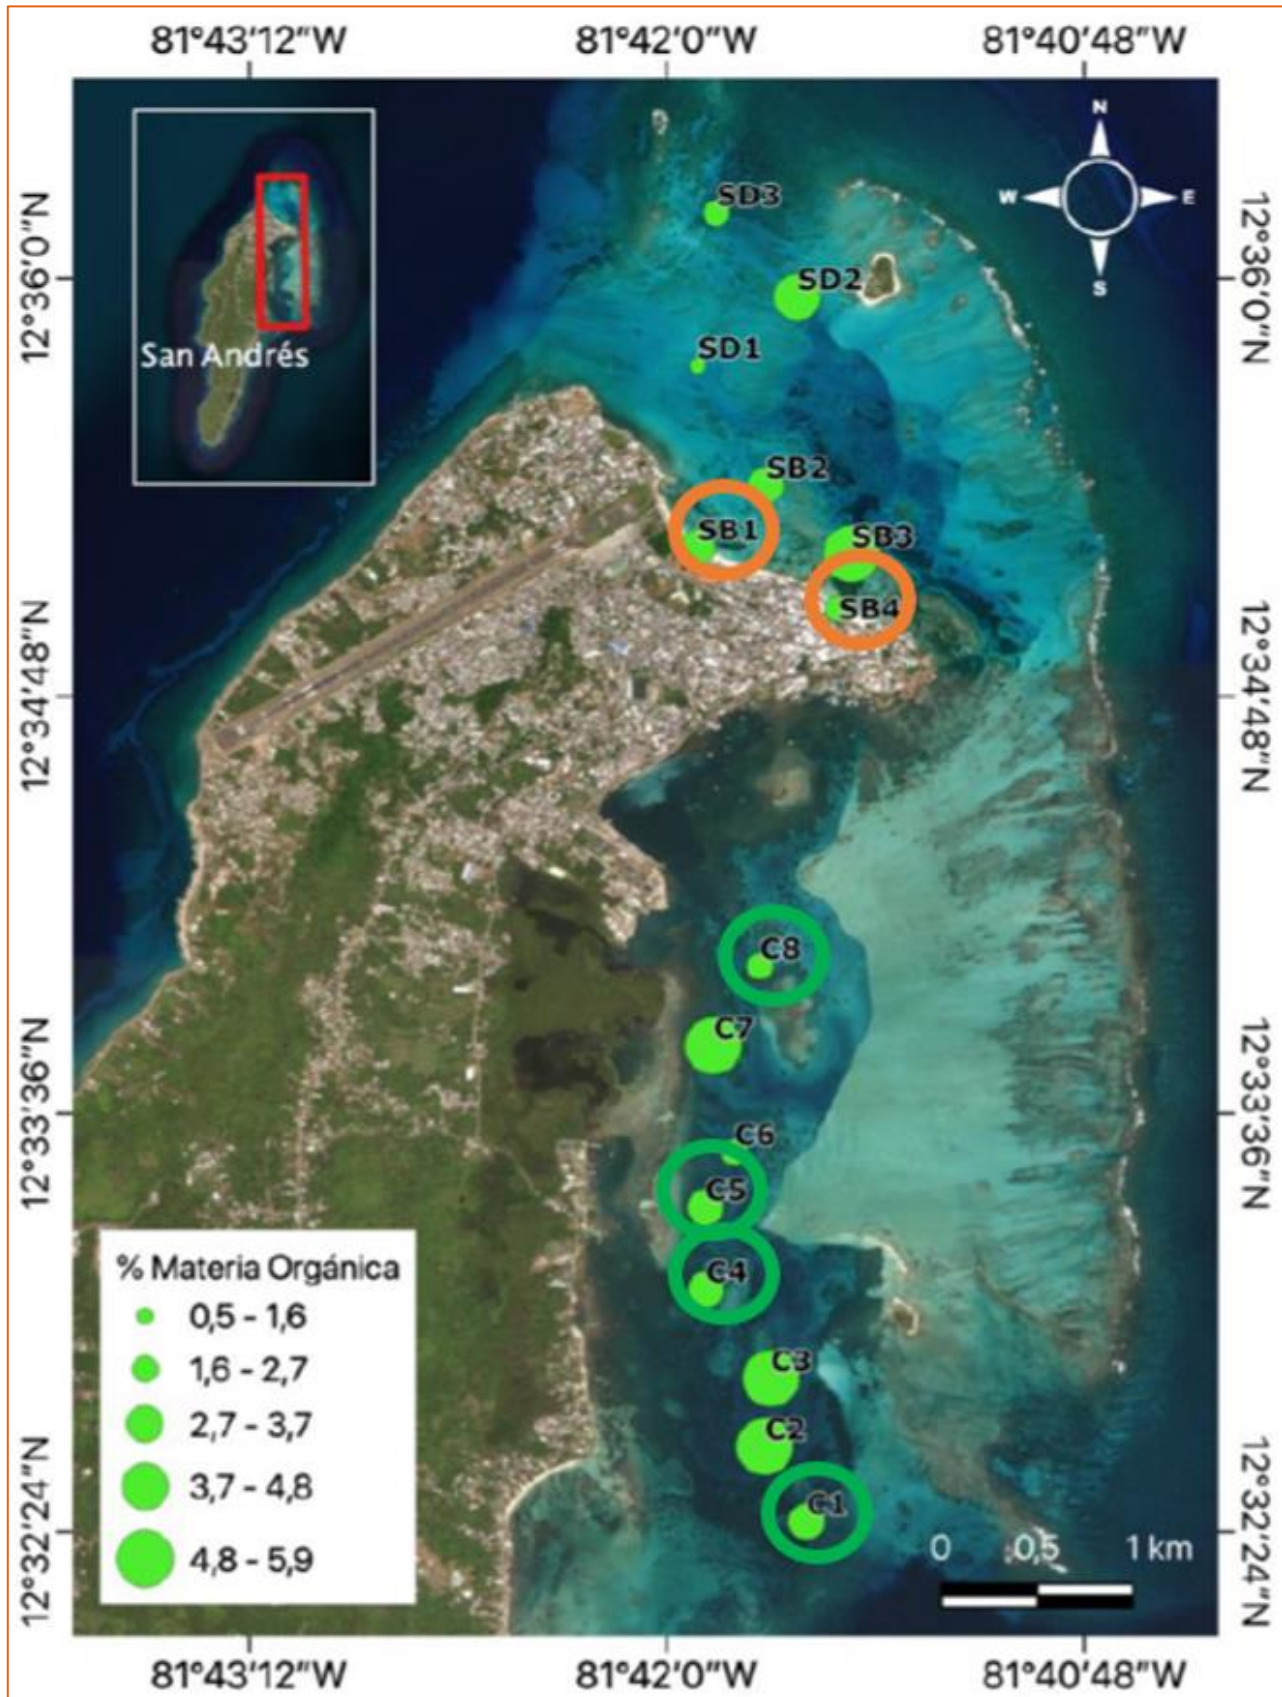 81°43′12″W 81°42′0″W 81°40′48″W
N
W E
S
12°36′0″N
12°36′0″N
San Andrés
SD3
SD2
SD1
SB2
SB1
SB3
SB4
12°34′48″N
12°34′48″N
C8
C7
12°33′36″N
12°33′36″N
C6
C5
C4
C3
C2
C1
% Materia Orgánica
0,5 - 1,6
1,6 - 2,7
2,7 - 3,7
3,7 - 4,8
4,8 - 5,9
12°32′24″N
12°32′24″N
0 0,5 1 km
81°43′12″W 81°42′0″W 81°40′48″W